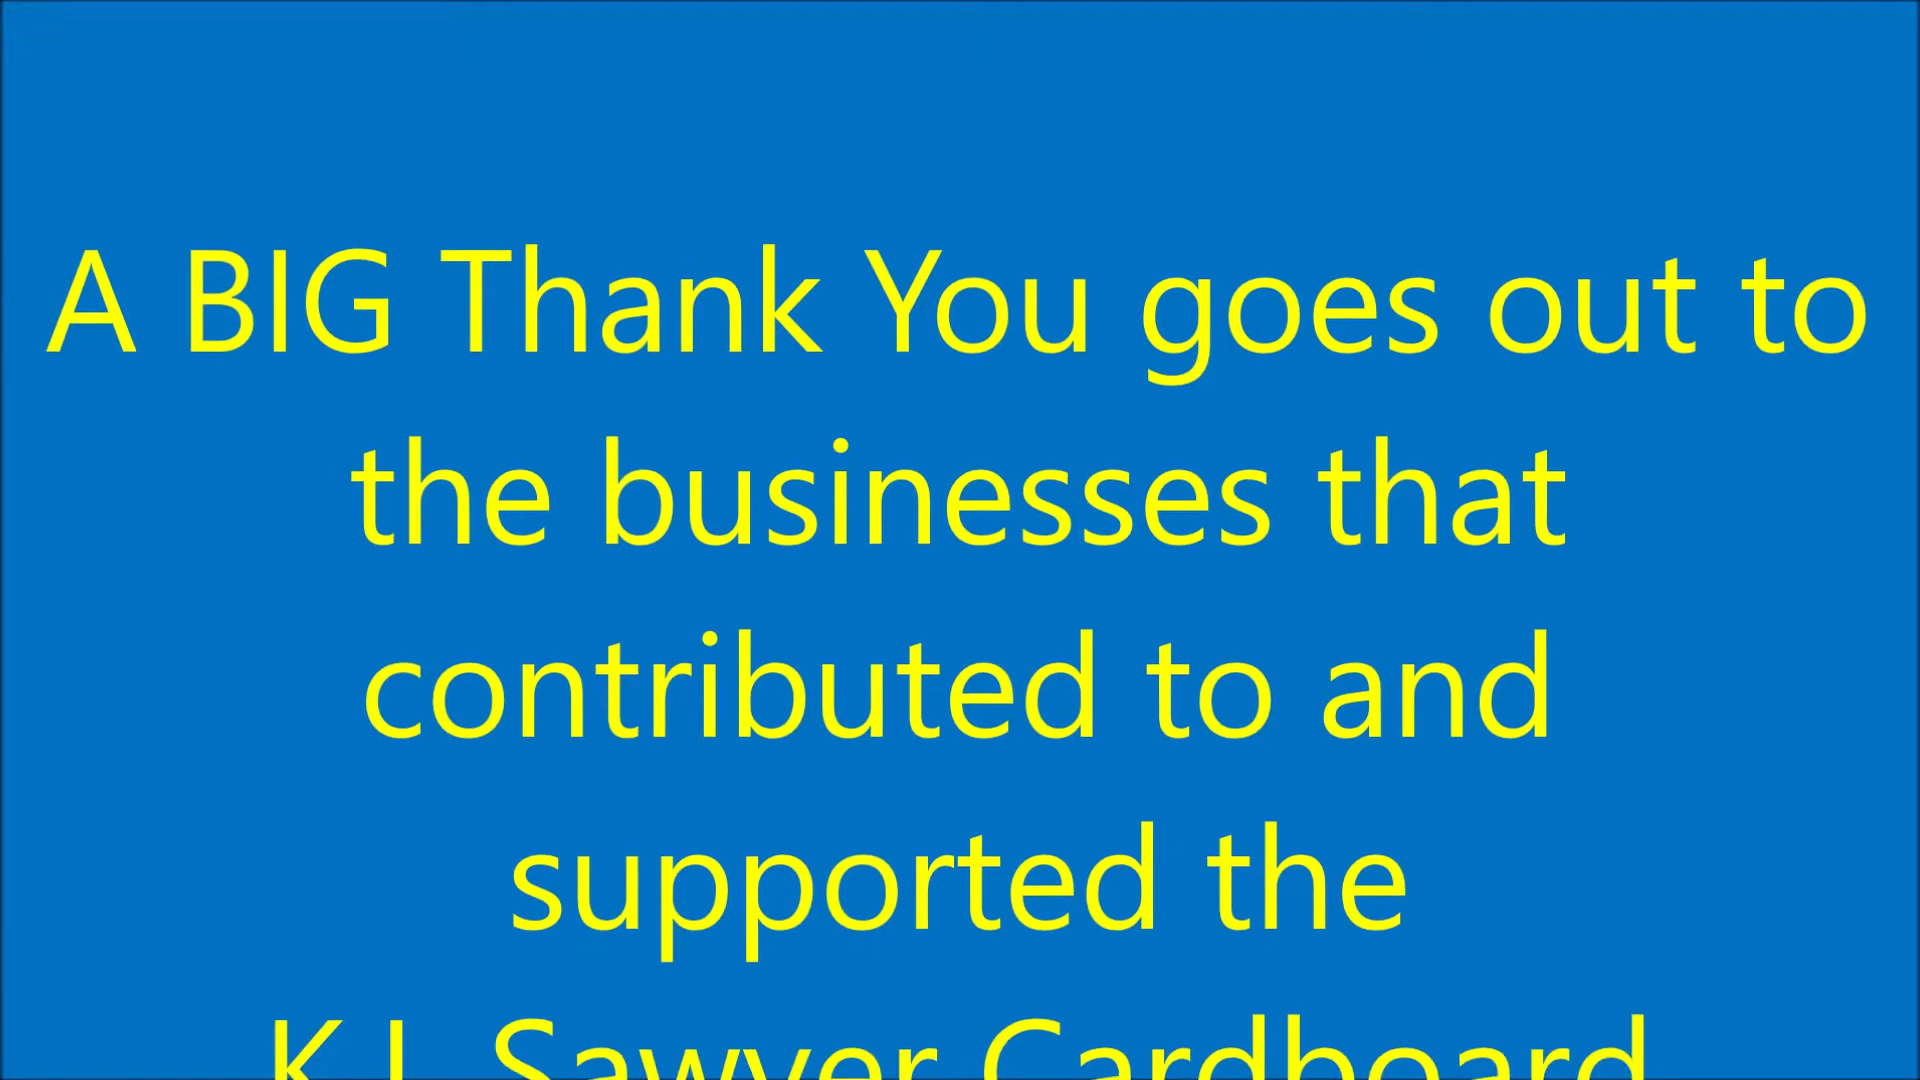 A BIG Thank You goes out to
the businesses that
contributed to and
supported the
Sawyer Cardboard